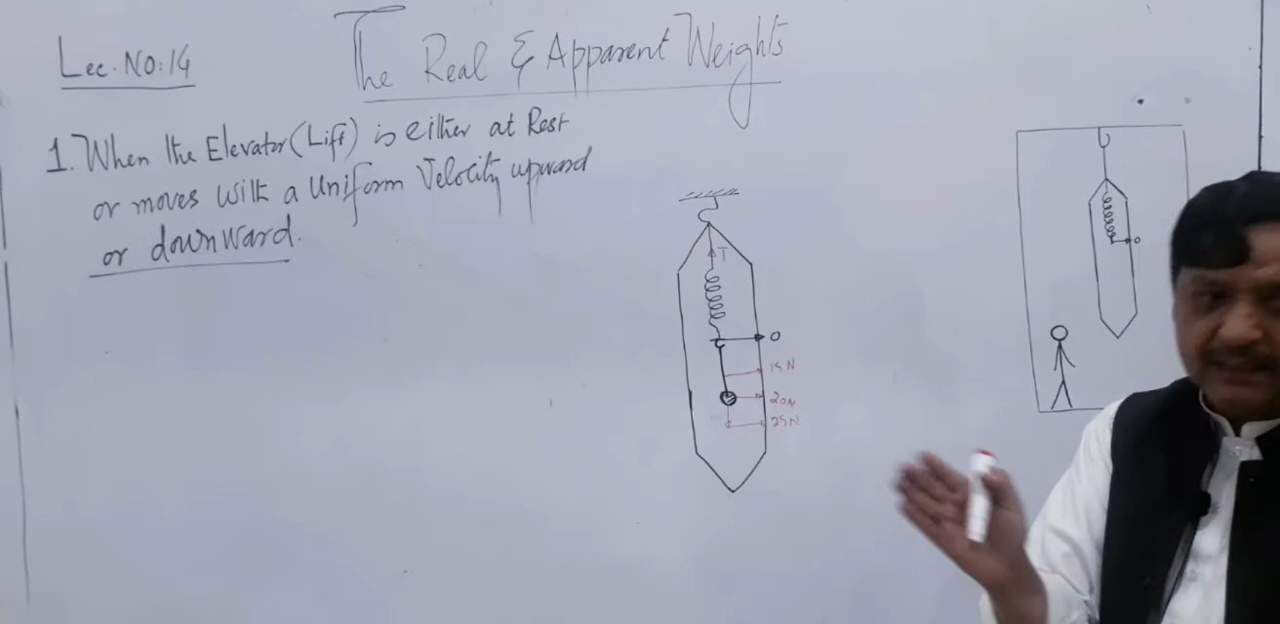 Lec. No: 14
The Real & Apparent Weights
1. When the Elevator (Lift) is either at Rest
or moves with a Uniform Velocity upward
or downward.
T
0
15N
20N
25N
0